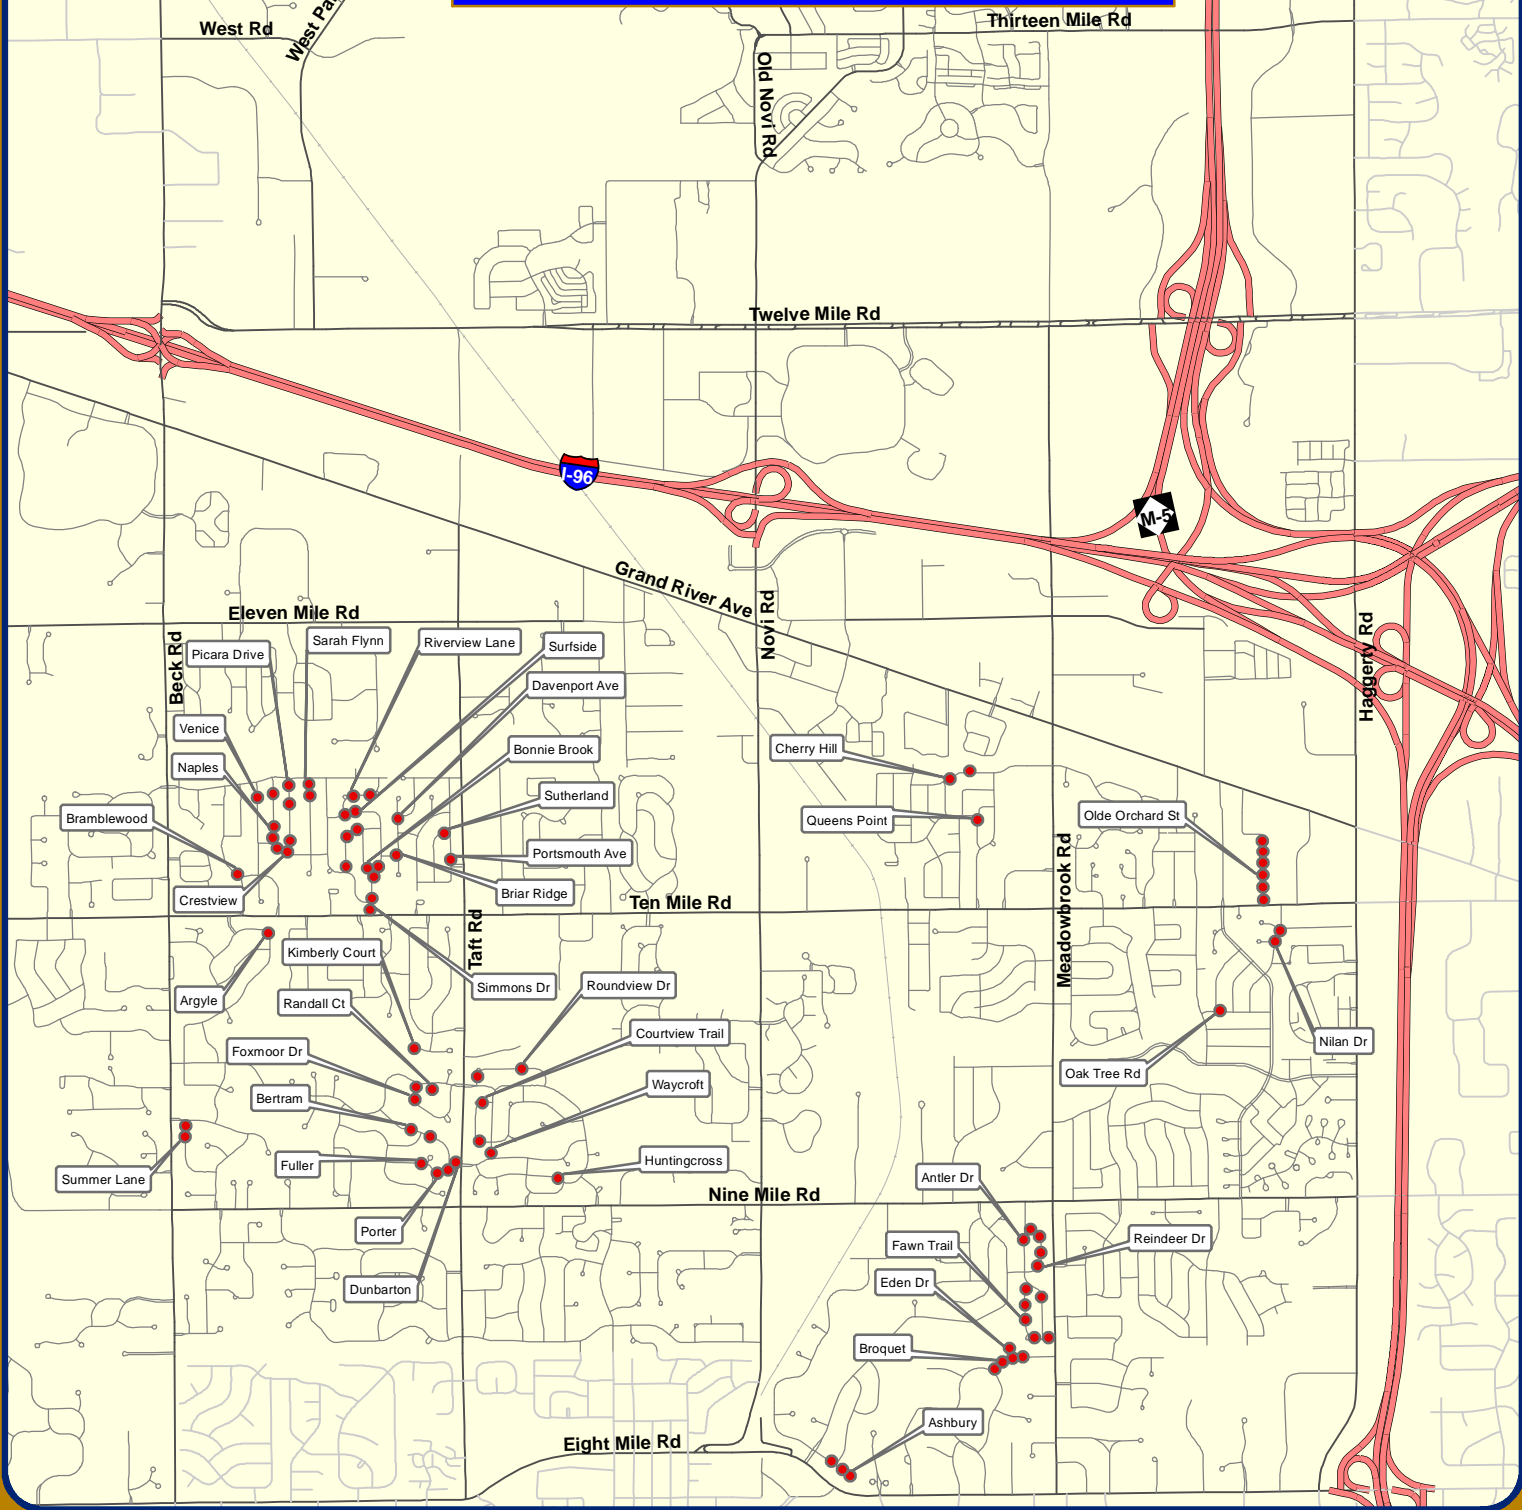 Thirteen Mile Rd
West Rd
West Pa
Old Novi Rd
Twelve Mile Rd
I-96
M-5
Grand River Ave
Eleven Mile Rd
Novi Rd
Beck Rd
Haggerty Rd
Picara Drive
Sarah Flynn
Riverview Lane
Surfside
Davenport Ave
Venice
Bonnie Brook
Cherry Hill
Naples
Sutherland
Bramblewood
Queens Point
Olde Orchard St
Portsmouth Ave
Crestview
Briar Ridge
Ten Mile Rd
Meadowbrook Rd
Taft Rd
Kimberly Court
Simmons Dr
Roundview Dr
Argyle
Randall Ct
Courtview Trail
Nilan Dr
Foxmoor Dr
Oak Tree Rd
Waycroft
Bertram
Fuller
Huntingcross
Summer Lane
Antler Dr
Nine Mile Rd
Porter
Reindeer Dr
Fawn Trail
Eden Dr
Dunbarton
Broquet
Ashbury
Eight Mile Rd